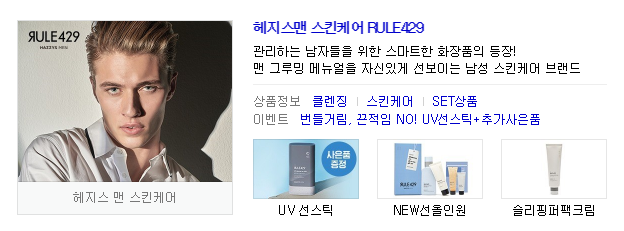 RULE429
HAZZYS MEN
헤지스 맨 스킨케어
헤지스맨 스킨케어 RULE429
관리하는 남자들을 위한 스마트한 화장품의 등장!
맨 그루밍 메뉴얼을 자신있게 선보이는 남성 스킨케어 브랜드
상품정보 클렌징 | 스킨케어 | SET상품
이벤트 번들거림, 끈적임 NO! UV선스틱+추가사은품
RULE429
사은품
증정
RULE429
UV 선스틱
NEW선올인원
슬리핑퍼팩크림